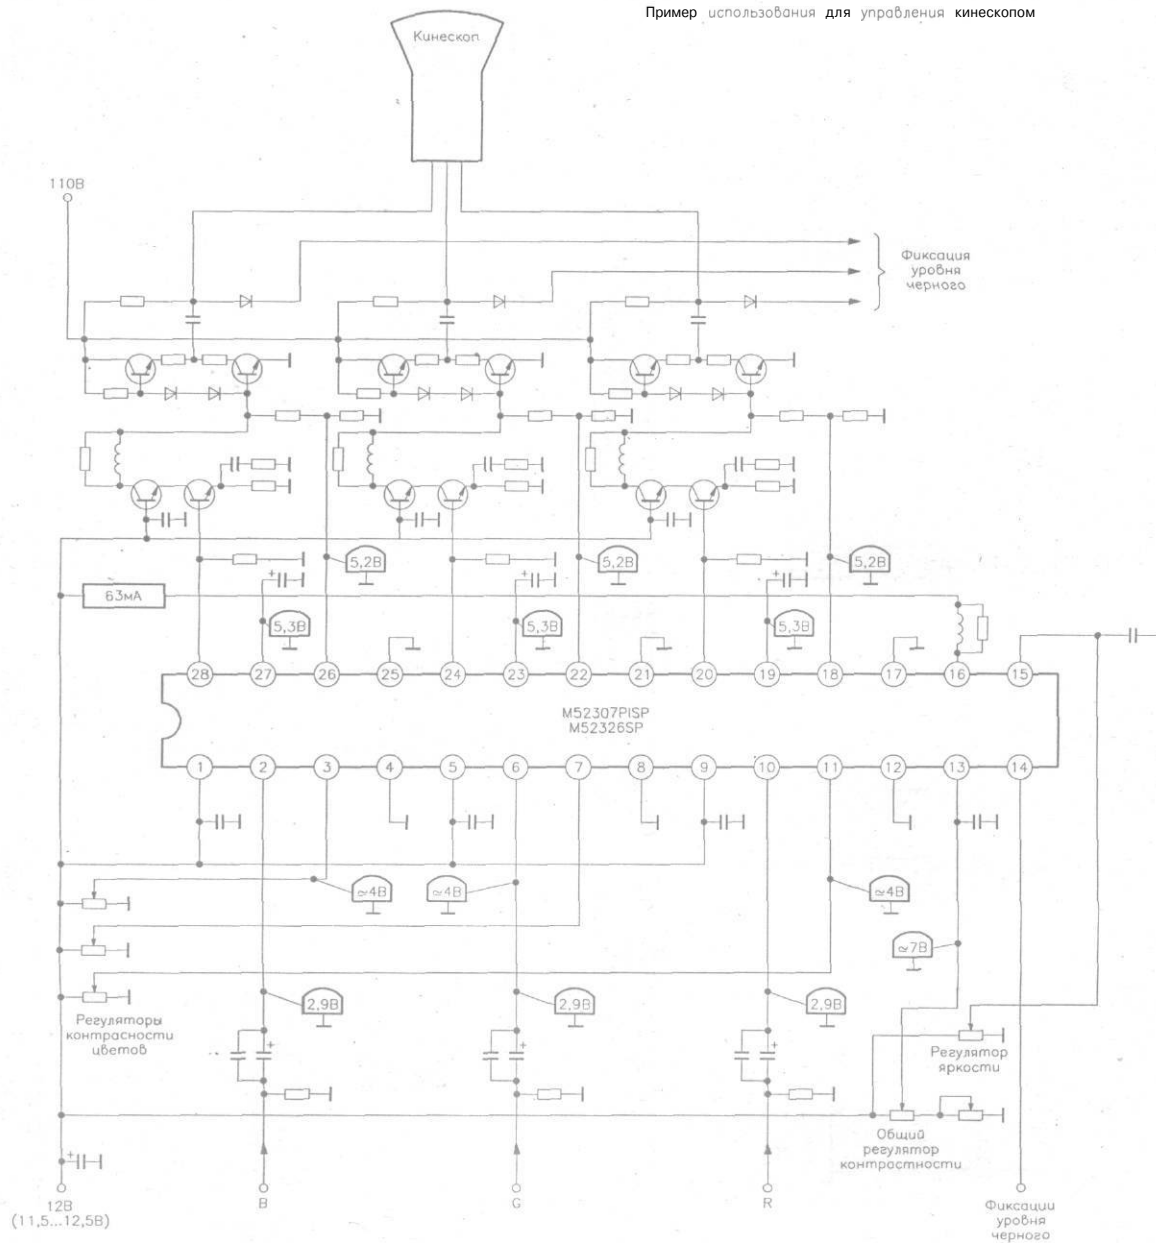 Пример использования для управления кинескопом
Кинескоп
110В
Фиксация
уровня
черного
5,2В
5,2В
5,2В
63мА
5,3В
5,3В
5,3В
28
27
26
25
24
23
22
21
20
19
18
17
16
15
M52307PISP
M52326SP
1
2
3
4
5
6
7
8
9
10
11
12
13
14
≃4В
≃4В
≃4В
≃7В
2,9В
2,9В
2,9В
Регуляторы
контрасности
цветов
Регулятор
яркости
Общий
регулятор
контрастности
12В
(11,5...12,5В)
B
G
R
Фиксации
уровня
черного